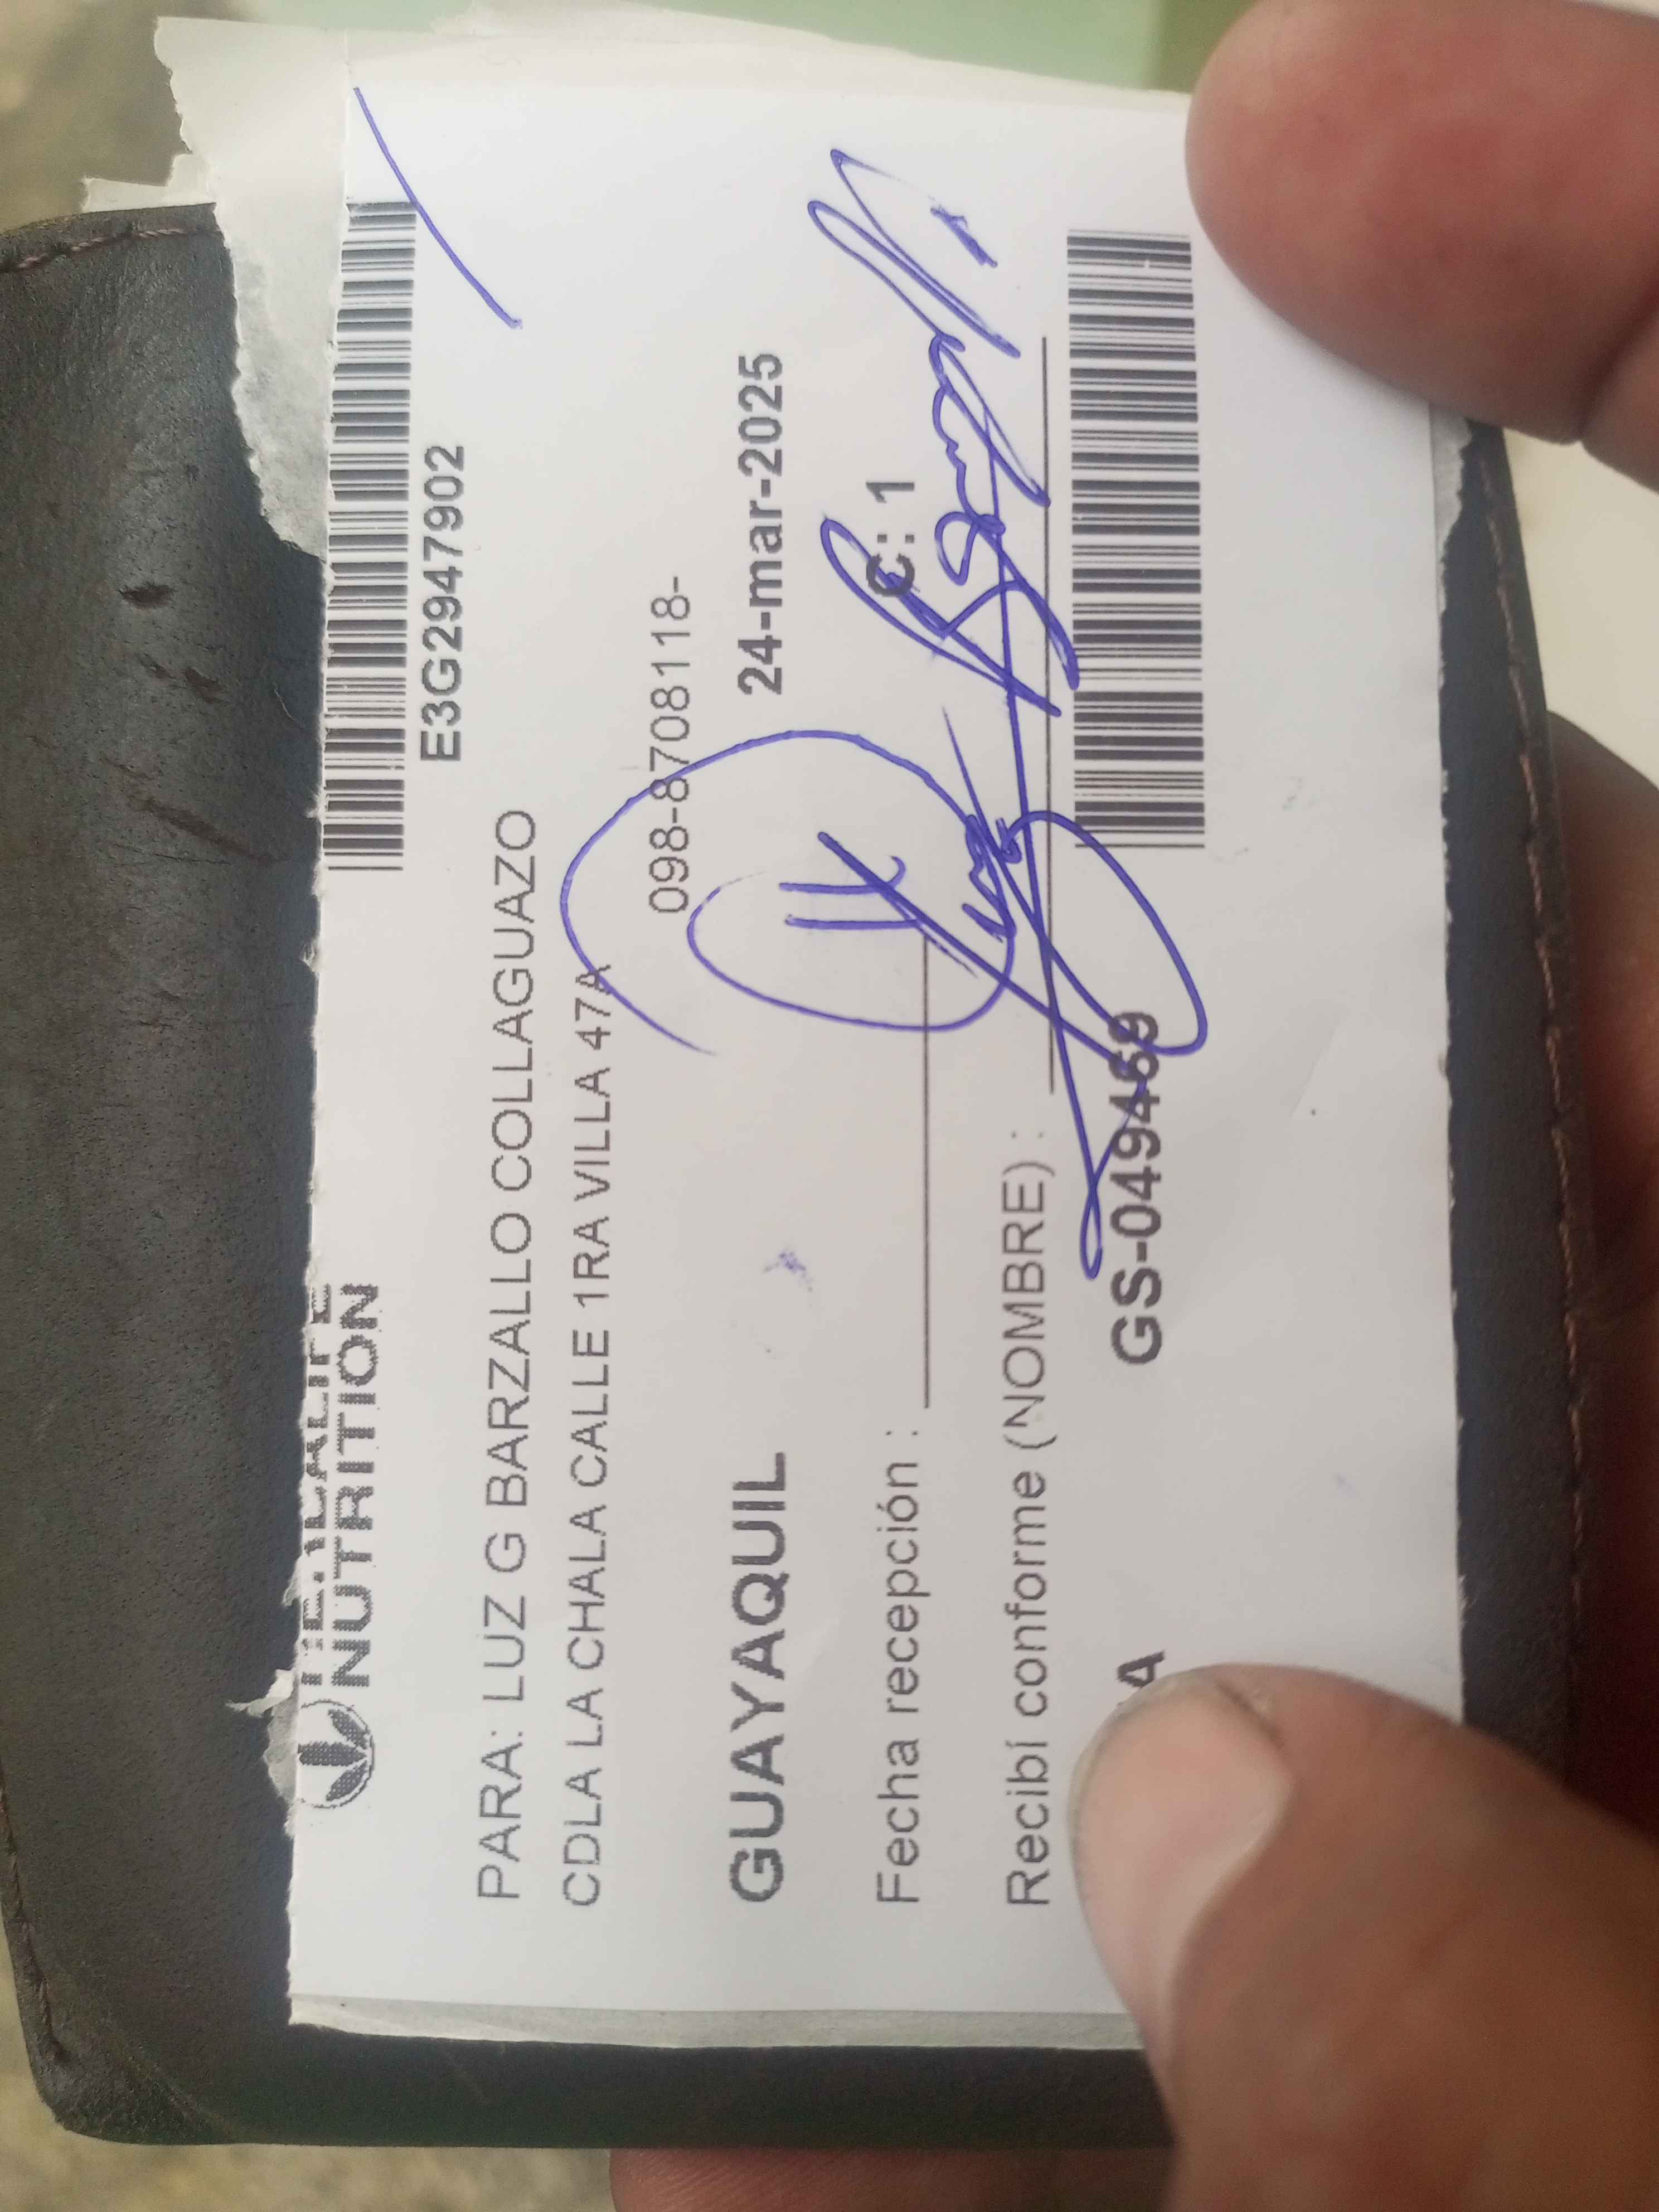 NUTRITION
E3G2947902
PARA: LUZ G BARZALLO COLLAGUAZO
CDLA LA CHALA CALLE 1RA VILLA 47A
098-8708118-
GUAYAQUIL 24-mar-2025
Fecha recepción : C: 1
Recibí conforme (NOMBRE) :
A GS-049469